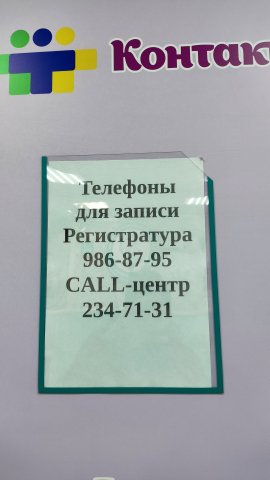 Контак
Телефоны
для записи
Регистратура
986-87-95
CALL-центр
234-71-31